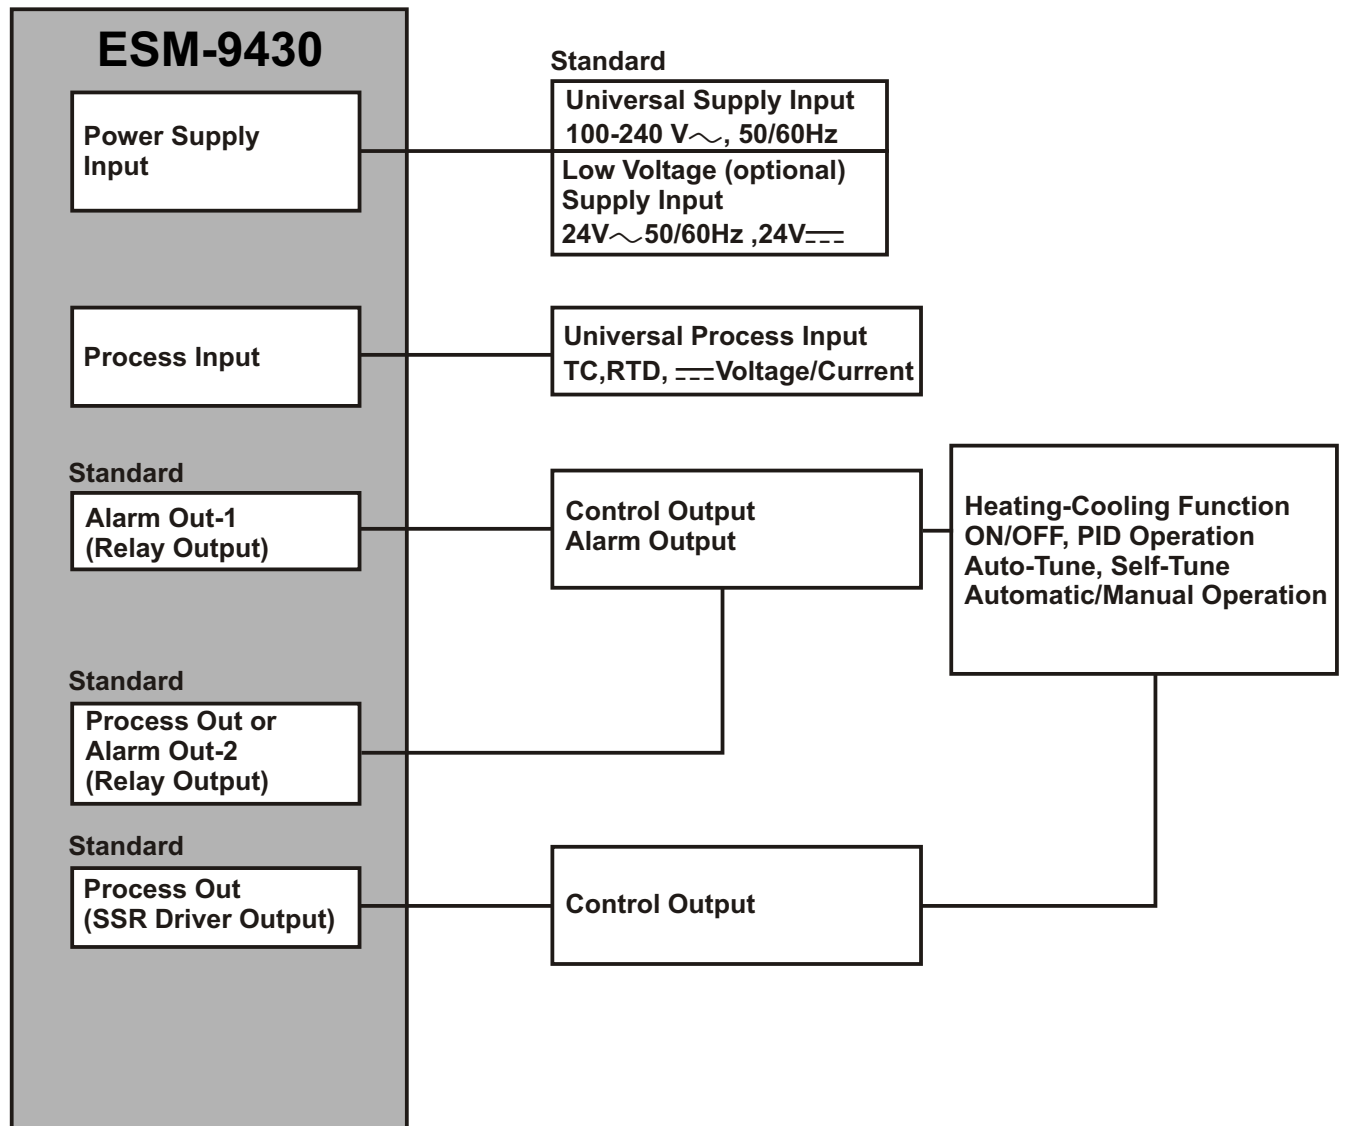 ESM-9430
Power Supply
Input
Standard
Universal Supply Input
100-240 V～, 50/60Hz
Low Voltage (optional)
Supply Input
24V～50/60Hz ,24V⎓
Process Input
Universal Process Input
TC,RTD, ⎓Voltage/Current
Standard
Alarm Out-1
(Relay Output)
Control Output
Alarm Output
Heating-Cooling Function
ON/OFF, PID Operation
Auto-Tune, Self-Tune
Automatic/Manual Operation
Standard
Process Out or
Alarm Out-2
(Relay Output)
Standard
Process Out
(SSR Driver Output)
Control Output